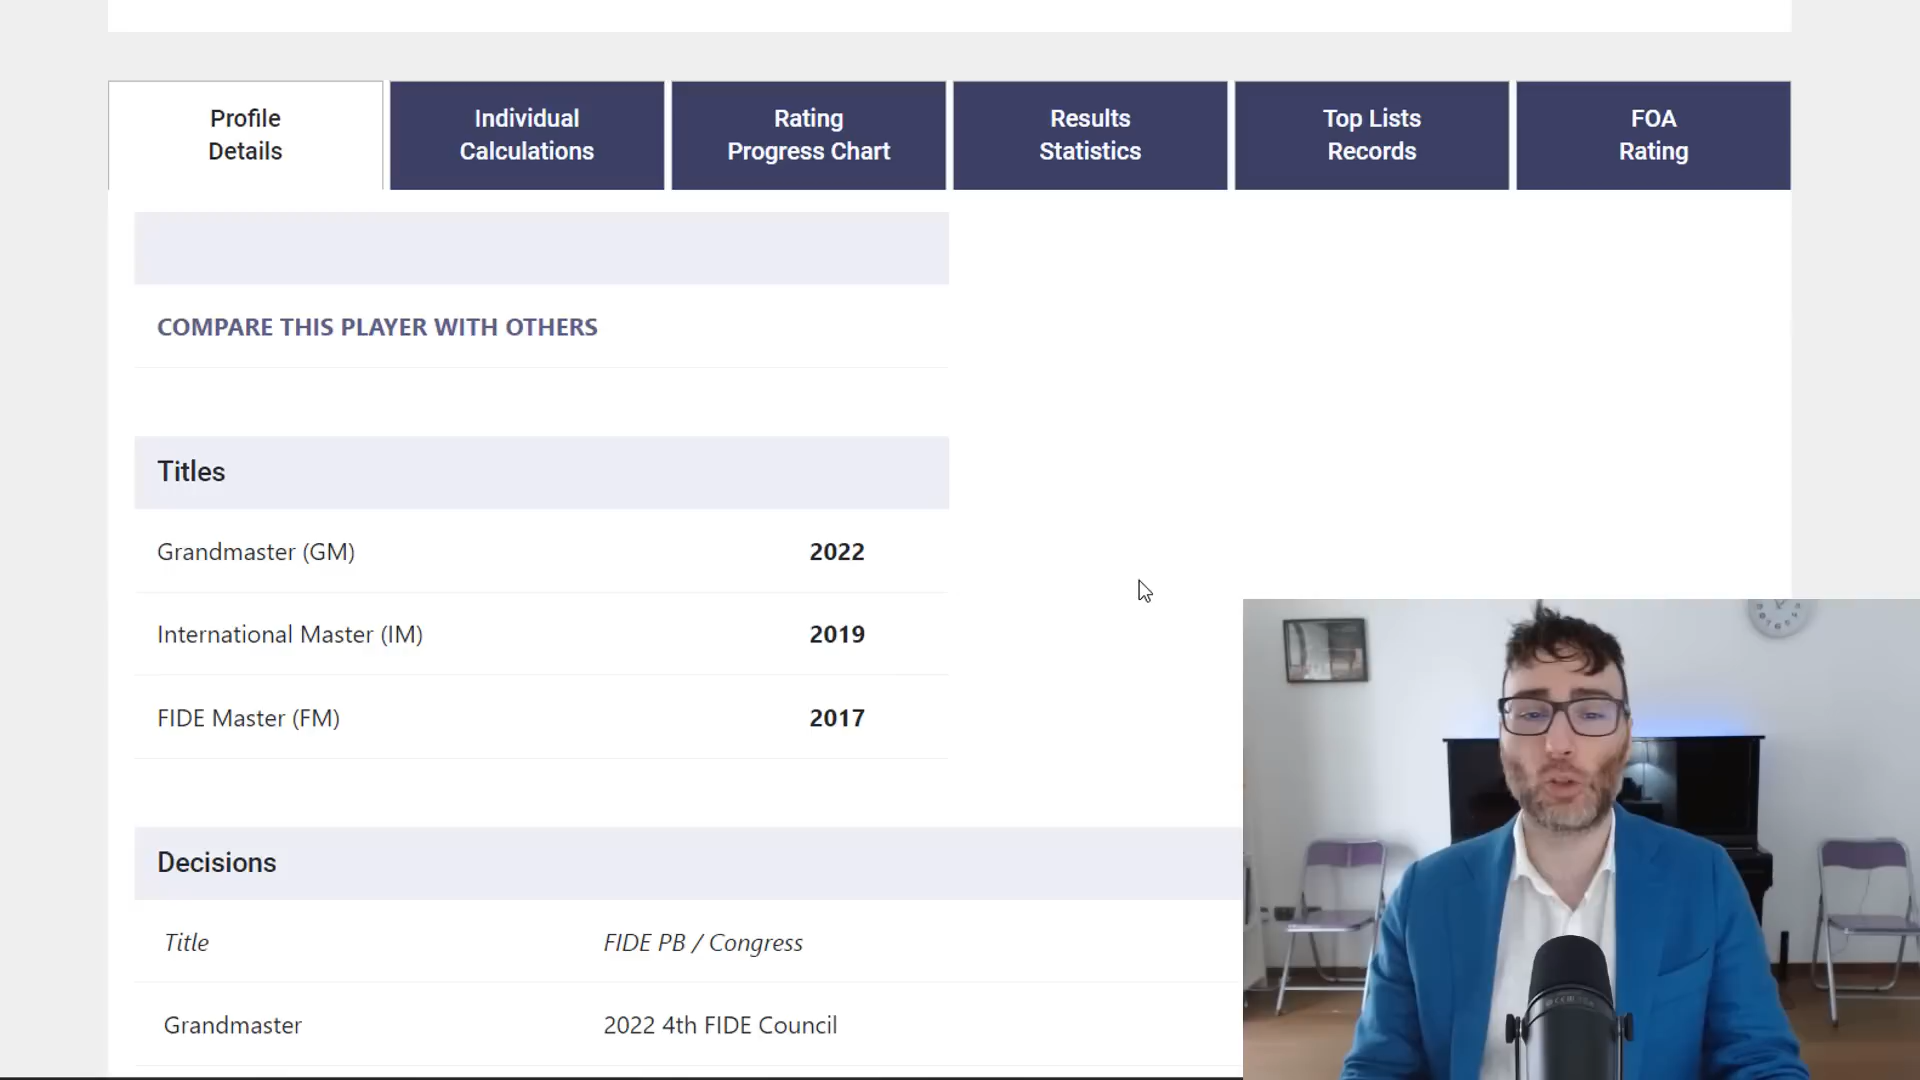 Profile
Details
Individual
Calculations
Rating
Progress Chart
Results
Statistics
Top Lists
Records
FOA
Rating
COMPARE THIS PLAYER WITH OTHERS
Titles
Grandmaster (GM) 2022
International Master (IM) 2019
FIDE Master (FM) 2017
Decisions
Title FIDE PB / Congress
Grandmaster 2022 4th FIDE Council